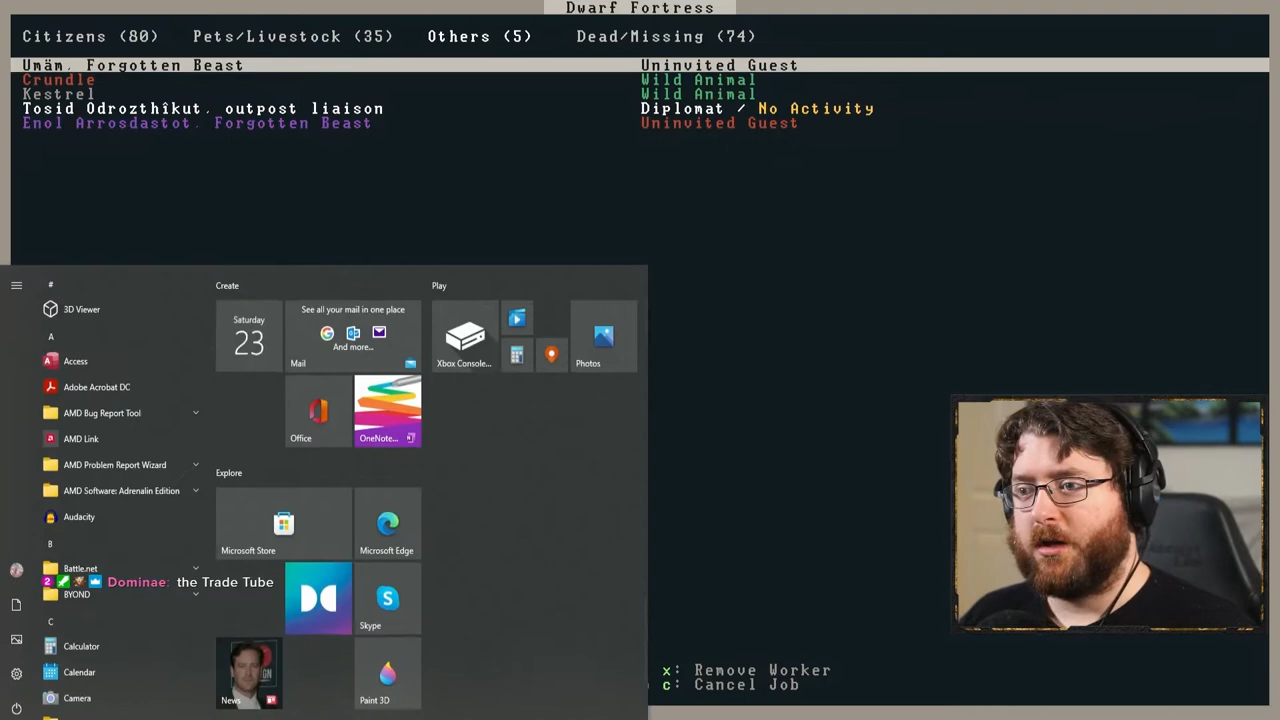 Dwarf Fortress
Citizens (80) Pets/Livestock (35) Others (5) Dead/Missing (74)
Umäm, Forgotten Beast Uninvited Guest
Crundle Wild Animal
Kestrel Wild Animal
Tosid Odrozthîkut, outpost liaison Diplomat / No Activity
Enol Arrosdastot, Forgotten Beast Uninvited Guest
#
3D Viewer
A
Access
Adobe Acrobat DC
AMD Bug Report Tool
AMD Link
AMD Problem Report Wizard
AMD Software: Adrenalin Edition
Audacity
B
Battle.net
2 Dominae: the Trade Tube
BYOND
C
Calculator
Calendar
Camera
Create
Saturday
23
See all your mail in one place
And more...
Mail
Office
OneNote...
Explore
Microsoft Store
Microsoft Edge
Skype
News
Paint 3D
Play
Xbox Console...
Photos
x: Remove Worker
c: Cancel Job